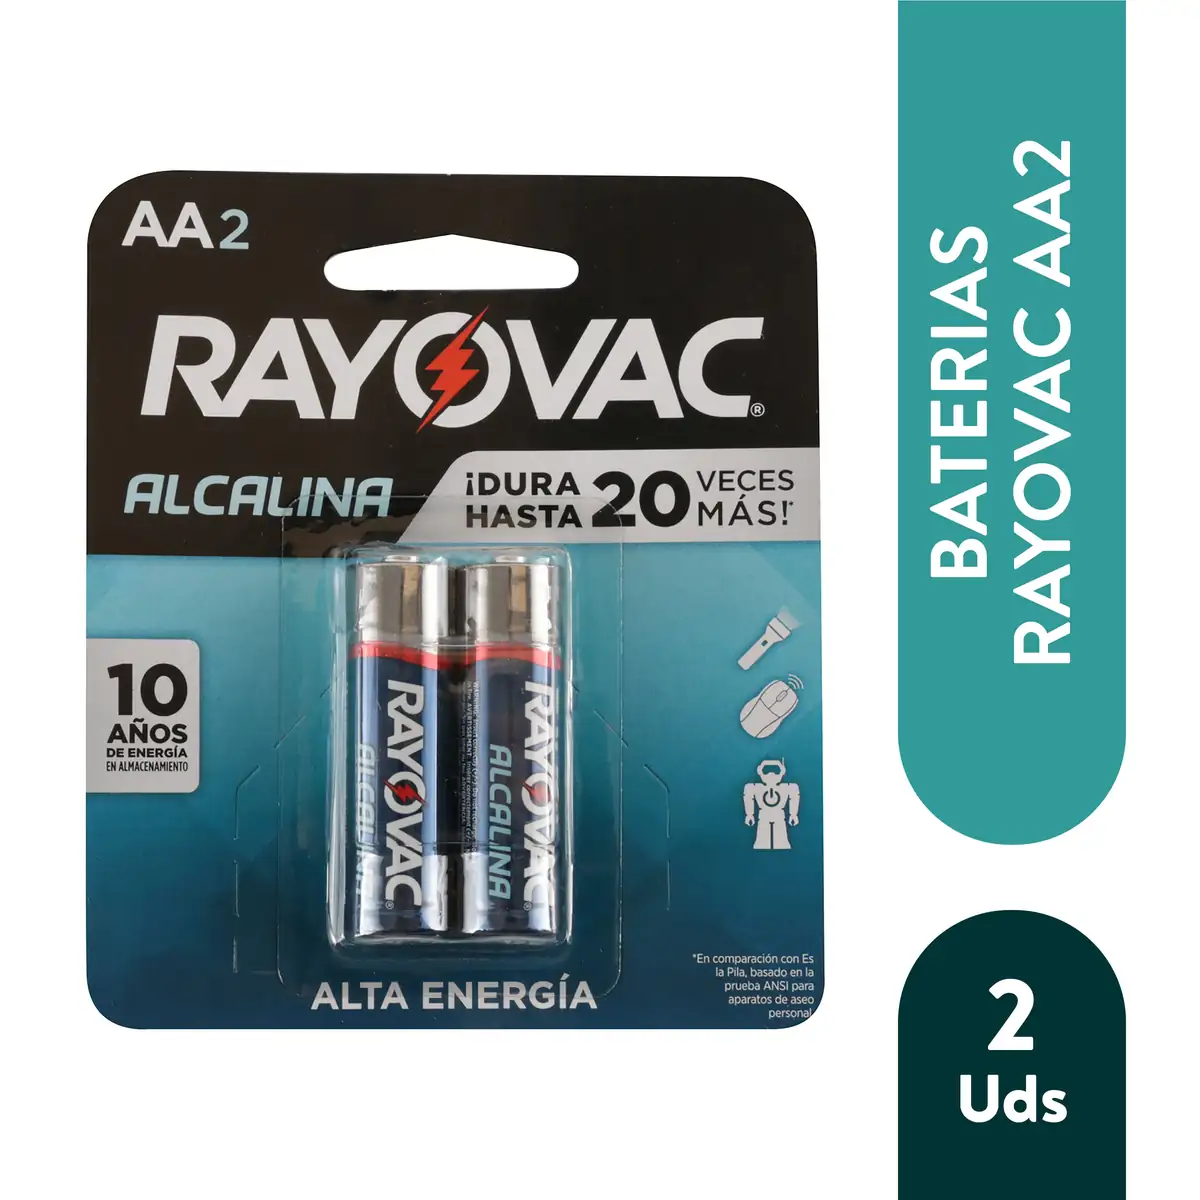 AA2
RAYOVAC®
ALCALINA
¡DURA HASTA 20 VECES MÁS!*
10
AÑOS
DE ENERGÍA
EN ALMACENAMIENTO
RAYOVAC®
ALCALINA
RAYOVAC®
ALCALINA
ALTA ENERGÍA
*En comparación con Es
la Pila, basado en la
prueba ANSI para
aparatos de aseo
personal
BATERIAS
RAYOVAC AA2
2
Uds